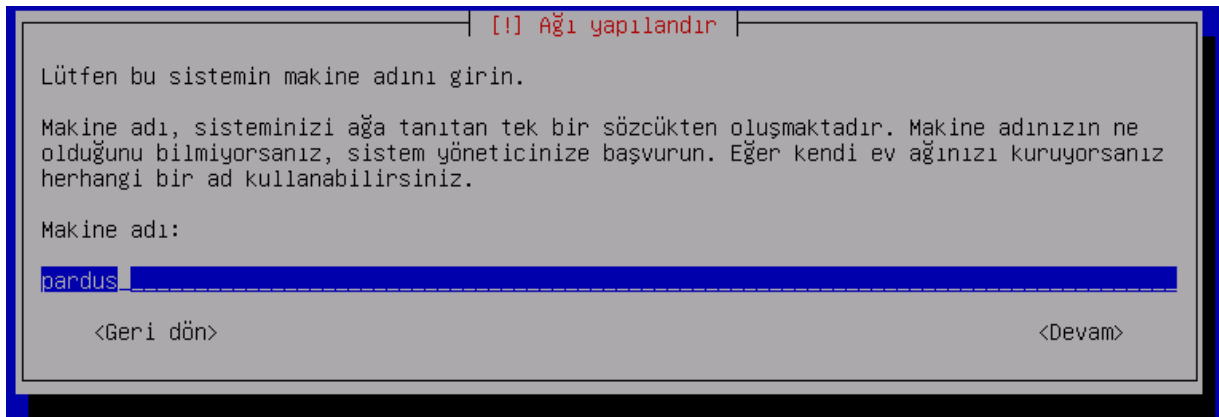 [!] Ağı yapılandır
Lütfen bu sistemin makine adını girin.
Makine adı, sisteminizi ağa tanıtan tek bir sözcükten oluşmaktadır. Makine adınızın ne
olduğunu bilmiyorsanız, sistem yöneticinize başvurun. Eğer kendi ev ağınızı kuruyorsanız
herhangi bir ad kullanabilirsiniz.
Makine adı:
pardus
<Geri dön> <Devam>